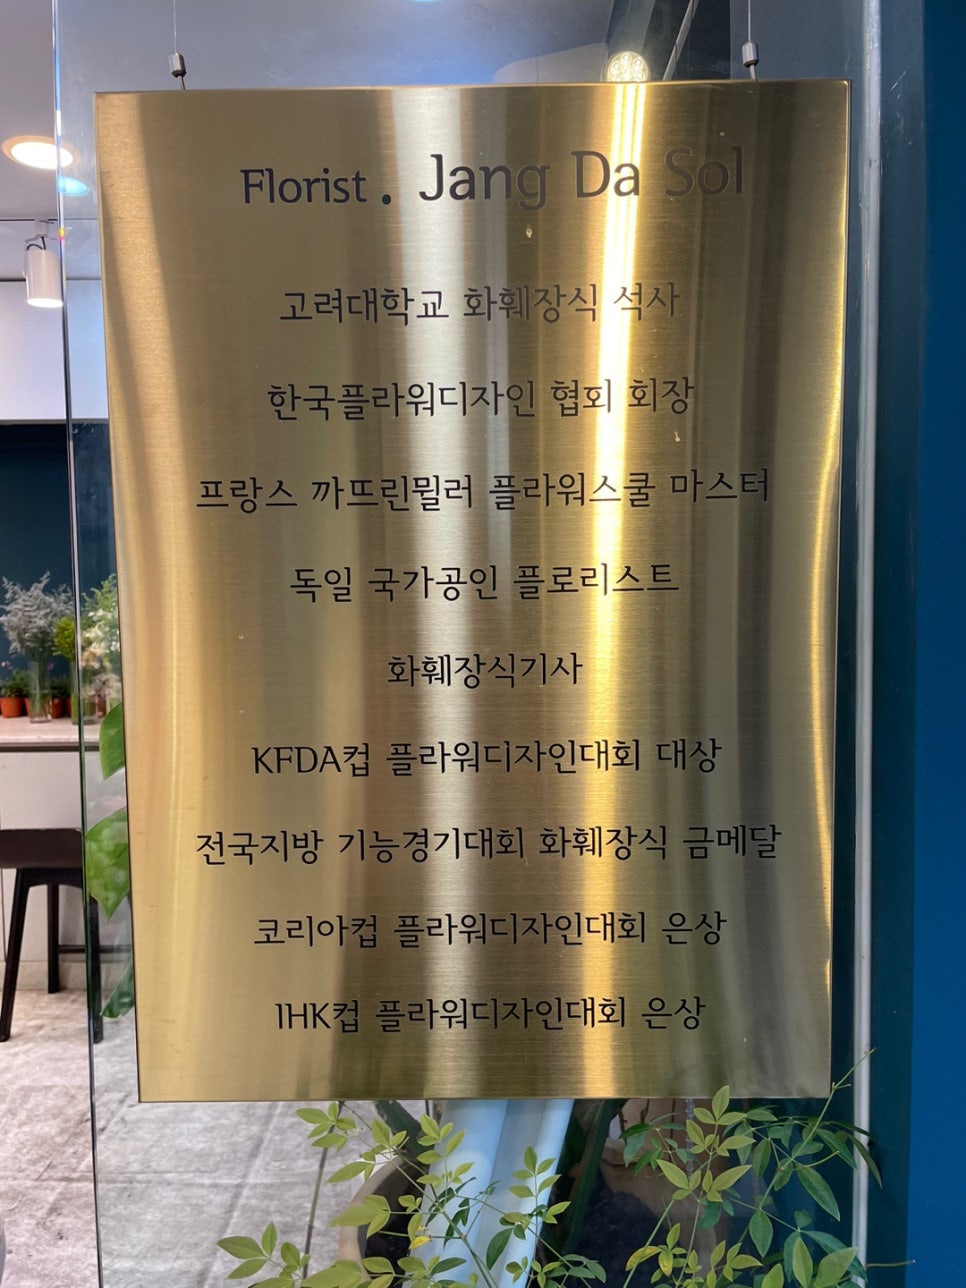 Florist. Jang Da Sol
고려대학교 화훼장식 석사
한국플라워디자인 협회 회장
프랑스 까뜨린뮐러 플라워스쿨 마스터
독일 국가공인 플로리스트
화훼장식기사
KFDA컵 플라워디자인대회 대상
전국지방 기능경기대회 화훼장식 금메달
코리아컵 플라워디자인대회 은상
IHK컵 플라워디자인대회 은상